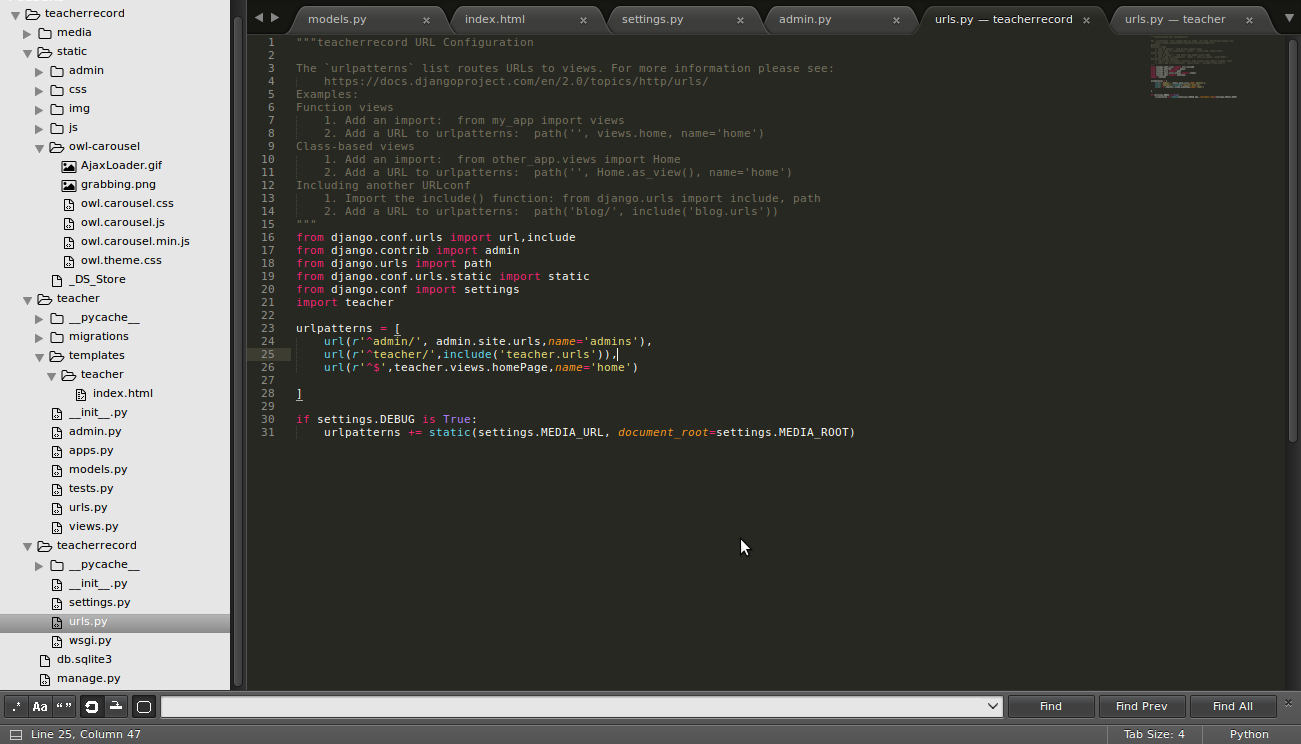 teacherrecord
media
static
admin
css
img
js
owl-carousel
AjaxLoader.gif
grabbing.png
owl.carousel.css
owl.carousel.js
owl.carousel.min.js
owl.theme.css
_DS_Store
teacher
__pycache__
migrations
templates
teacher
index.html
__init__.py
admin.py
apps.py
models.py
tests.py
urls.py
views.py
teacherrecord
__pycache__
__init__.py
settings.py
urls.py
wsgi.py
db.sqlite3
manage.py
models.py × index.html × settings.py × admin.py × urls.py — teacherrecord × urls.py — teacher ×
1 """teacherrecord URL Configuration
2
3 The `urlpatterns` list routes URLs to views. For more information please see:
4     https://docs.djangoproject.com/en/2.0/topics/http/urls/
5 Examples:
6 Function views
7     1. Add an import:  from my_app import views
8     2. Add a URL to urlpatterns:  path('', views.home, name='home')
9 Class-based views
10     1. Add an import:  from other_app.views import Home
11     2. Add a URL to urlpatterns:  path('', Home.as_view(), name='home')
12 Including another URLconf
13     1. Import the include() function: from django.urls import include, path
14     2. Add a URL to urlpatterns:  path('blog/', include('blog.urls'))
15 """
16 from django.conf.urls import url,include
17 from django.contrib import admin
18 from django.urls import path
19 from django.conf.urls.static import static
20 from django.conf import settings
21 import teacher
22
23 urlpatterns = [
24     url(r'^admin/', admin.site.urls,name='admins'),
25     url(r'^teacher/',include('teacher.urls')),
26     url(r'^$',teacher.views.homePage,name='home')
27
28 ]
29
30 if settings.DEBUG is True:
31     urlpatterns += static(settings.MEDIA_URL, document_root=settings.MEDIA_ROOT)
.* Aa “” Find Find Prev Find All ×
Line 25, Column 47 Tab Size: 4 Python